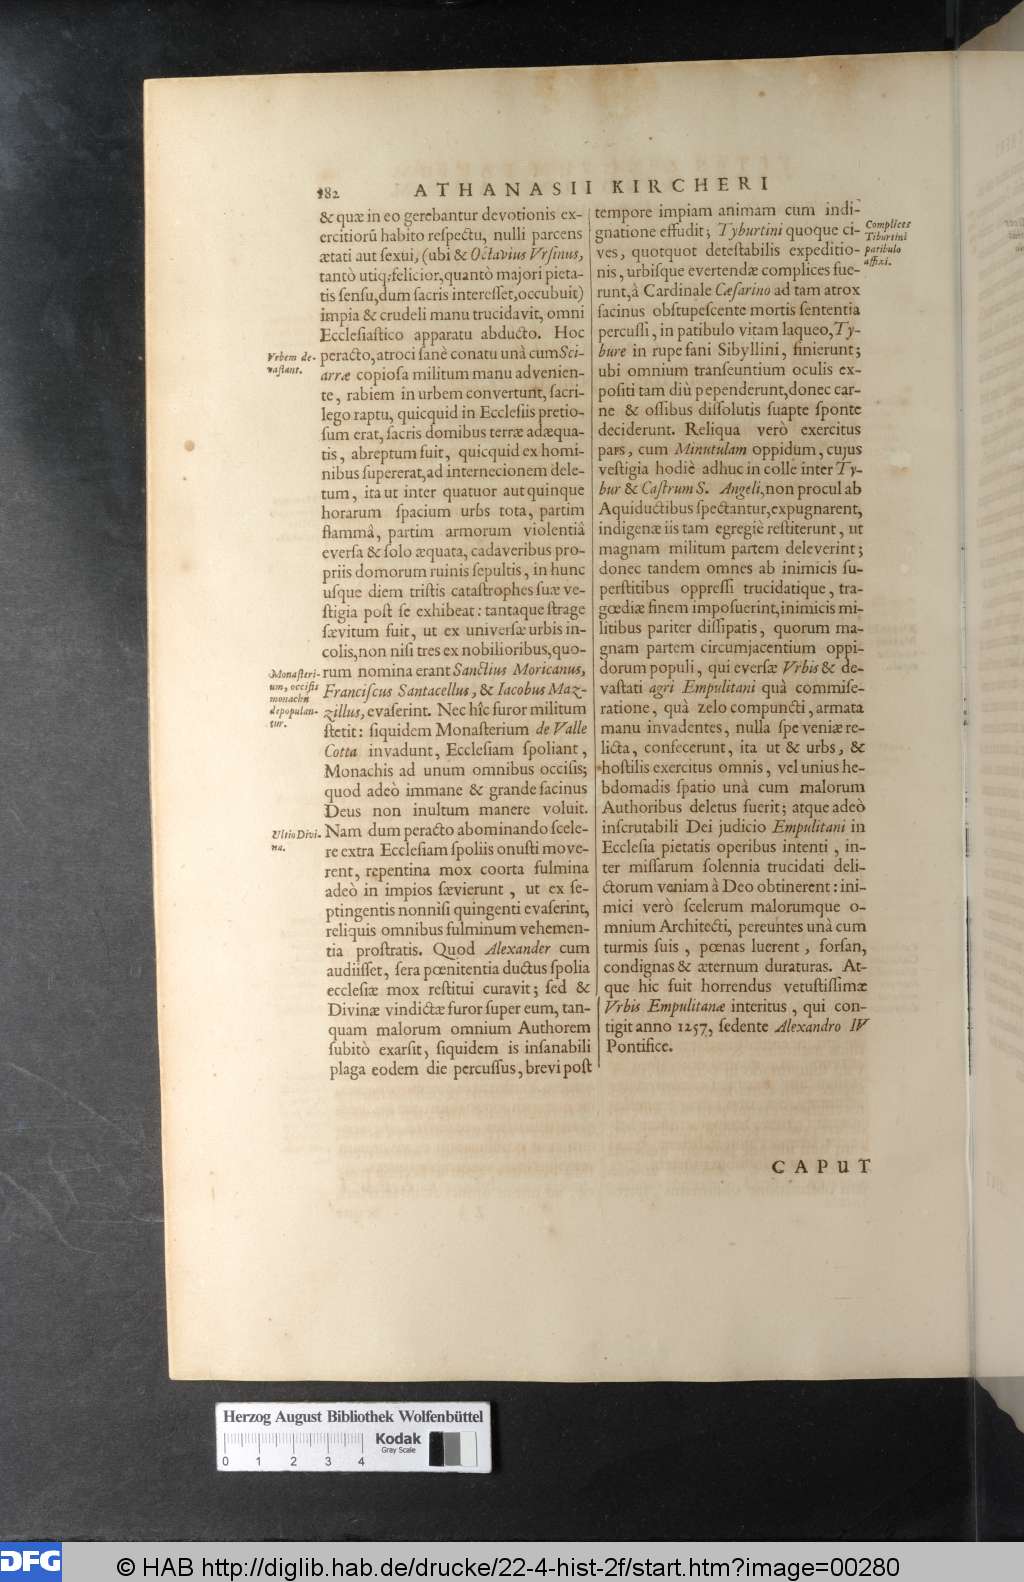 182 ATHANASII KIRCHERI
& quæ in eo gerebantur devotionis ex-
ercitiorū habito reſpectu, nulli parcens
ætati aut ſexui, (ubi & Octavius Vrſinus,
tantò utiq; felicior, quantò majori pieta-
tis ſenſu, dum ſacris intereſſet, occubuit)
impia & crudeli manu trucidavit, omni
Eccleſiaſtico apparatu abducto. Hoc
peracto, atroci ſanè conatu unà cum Sci-
arræ copioſa militum manu advenien-
te, rabiem in urbem convertunt, ſacri-
lego raptu, quicquid in Eccleſiis pretio-
ſum erat, ſacris domibus terræ adæqua-
tis, abreptum fuit, quicquid ex homi-
nibus ſupererat, ad internecionem dele-
tum, ita ut inter quatuor aut quinque
horarum ſpacium urbs tota, partim
flammâ, partim armorum violentiâ
everſa & ſolo æquata, cadaveribus pro-
priis domorum ruinis ſepultis, in hunc
uſque diem triſtis cataſtrophes ſuæ ve-
ſtigia poſt ſe exhibeat: tantaque ſtrage
ſævitum fuit, ut ex univerſæ urbis in-
colis, non niſi tres ex nobilioribus, quo-
rum nomina erant Sanctius Moricanus,
Franciſcus Santacellus, & Iacobus Maz-
zillus, evaſerint. Nec hîc furor militum
ſtetit: ſiquidem Monaſterium de Valle
Cotta invadunt, Eccleſiam ſpoliant,
Monachis ad unum omnibus occiſis;
quod adeò immane & grande facinus
Deus non inultum manere voluit.
Nam dum peracto abominando ſcele-
re extra Eccleſiam ſpoliis onuſti move-
rent, repentina mox coorta fulmina
adeò in impios ſævierunt, ut ex ſe-
ptingentis nonniſi quingenti evaſerint,
reliquis omnibus fulminum vehemen-
tia proſtratis. Quod Alexander cum
audiiſſet, ſera pœnitentia ductus ſpolia
ecclesiæ mox reſtitui curavit; ſed &
Divinæ vindictæ furor ſuper eum, tan-
quam malorum omnium Authorem
ſubitò exarſit, ſiquidem is inſanabili
plaga eodem die percuſſus, brevi poſt
Vrbem de-
vaſtant.
Monaſteri-
um, occiſis
monachis
depopulan-
tur.
Ultio Divi-
na.
tempore impiam animam cum indi-
gnatione effudit; Tyburtini quoque ci-
ves, quotquot deteſtabilis expeditio-
nis, urbiſque evertendæ complices fue-
runt, à Cardinale Cæſarino ad tam atrox
facinus obſtupeſcente mortis ſententia
percuſſi, in patibulo vitam laqueo, Ty-
bure in rupe fani Sibyllini, finierunt;
ubi omnium tranſeuntium oculis ex-
poſiti tam diù pependerunt, donec car-
ne & oſſibus diſſolutis ſuapte ſponte
deciderunt. Reliqua verò exercitus
pars, cum Minutulam oppidum, cujus
veſtigia hodiè adhuc in colle inter Ty-
bur & Caſtrum S. Angeli, non procul ab
Aquiductibus ſpectantur, expugnarent,
indigenæ iis tam egregiè reſtiterunt, ut
magnam militum partem deleverint;
donec tandem omnes ab inimicis ſu-
perſtitibus oppreſſi trucidatique, tra-
gœdiæ finem impoſuerint, inimicis mi-
litibus pariter diſſipatis, quorum ma-
gnam partem circumjacentium oppi-
dorum populi, qui everſæ Vrbis & de-
vaſtati agri Empulitani quà commiſe-
ratione, quà zelo compuncti, armata
manu invadentes, nulla ſpe veniæ re-
licta, confecerunt, ita ut & urbs, &
hoſtilis exercitus omnis, vel unius he-
bdomadis ſpatio unà cum malorum
Authoribus deletus fuerit; atque adeò
inſcrutabili Dei judicio Empulitani in
Eccleſia pietatis operibus intenti, in-
ter miſſarum ſolennia trucidati deli-
ctorum veniam à Deo obtinerent: ini-
mici verò ſcelerum malorumque o-
mnium Architecti, pereuntes unà cum
turmis ſuis, pœnas luerent, forſan,
condignas & æternum duraturas. At-
que hic fuit horrendus vetuſtiſſimæ
Vrbis Empulitanæ interitus, qui con-
tigit anno 1257, ſedente Alexandro IV
Pontifice.
Complices
Tiburtini
patibulo
affixi.
CAPUT
Herzog August Bibliothek Wolfenbüttel
Kodak
Gray Scale
0 1 2 3 4
DFG
© HAB http://diglib.hab.de/drucke/22-4-hist-2f/start.htm?image=00280